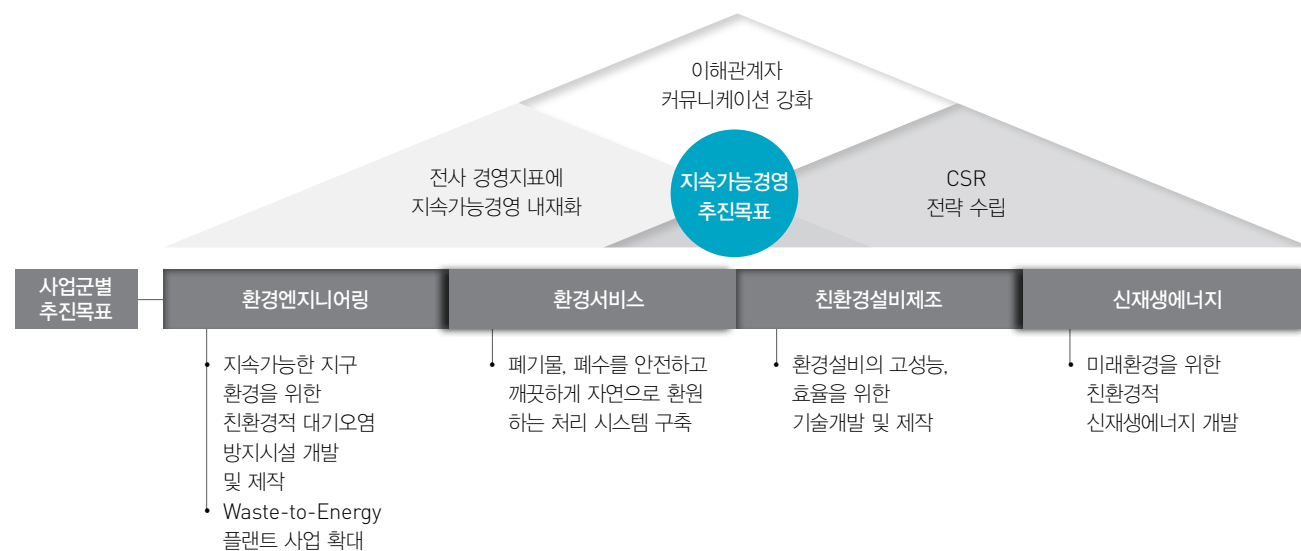 이해관계자
커뮤니케이션 강화
전사 경영지표에
지속가능경영 내재화
지속가능경영
추진목표
CSR
전략 수립
사업군별
추진목표
환경엔지니어링
환경서비스
친환경설비제조
신재생에너지
• 지속가능한 지구
환경을 위한
친환경적 대기오염
방지시설 개발
및 제작
• Waste-to-Energy
플랜트 사업 확대
• 폐기물, 폐수를 안전하고
깨끗하게 자연으로 환원
하는 처리 시스템 구축
• 환경설비의 고성능,
효율을 위한
기술개발 및 제작
• 미래환경을 위한
친환경적
신재생에너지 개발